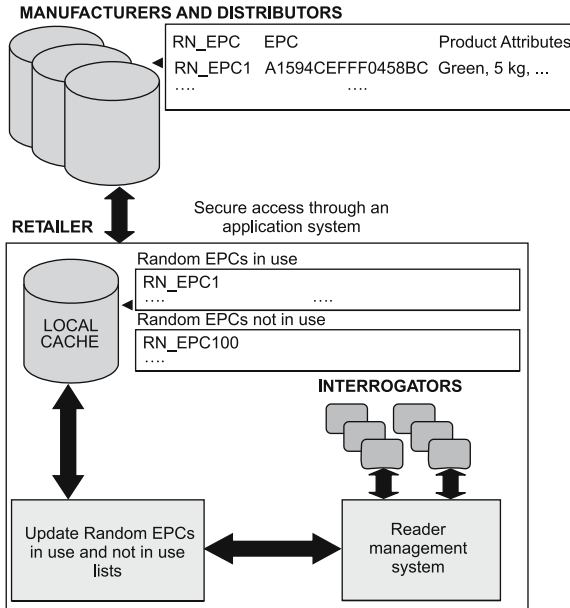 MANUFACTURERS AND DISTRIBUTORS
RN_EPC EPC Product Attributes
RN_EPC1 A1594CEFFF0458BC Green, 5 kg, ...
.... ....
Secure access through an
application system
RETAILER
Random EPCs in use
RN_EPC1
.... ....
Random EPCs not in use
RN_EPC100
....
LOCAL
CACHE
INTERROGATORS
Update Random EPCs
in use and not in use
lists
Reader
management
system